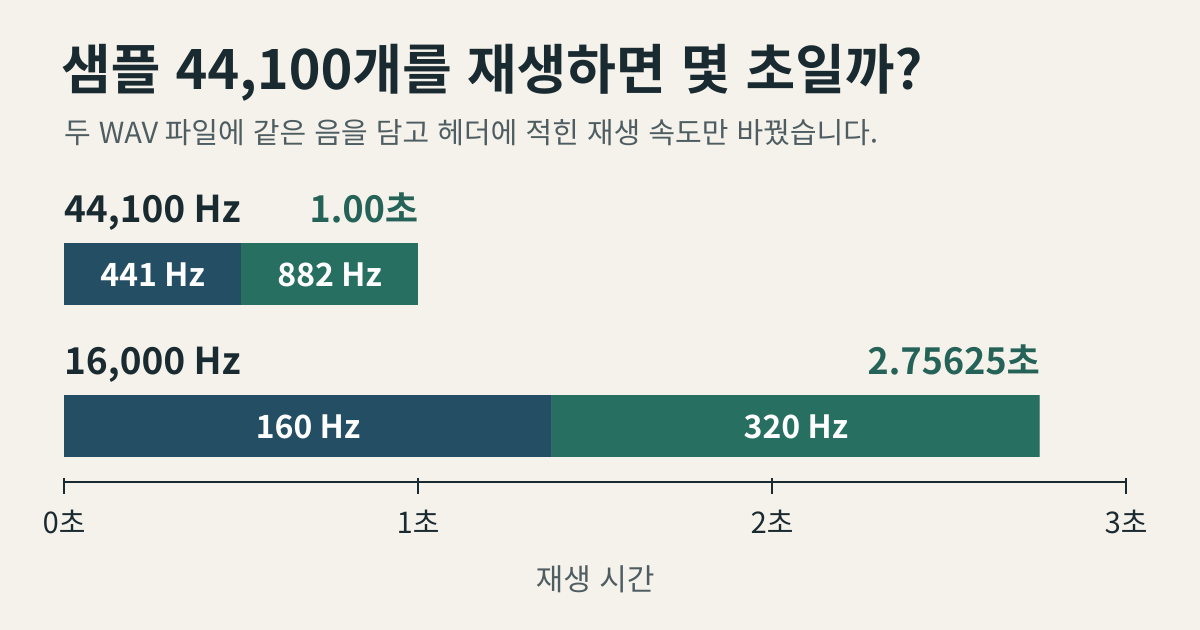 샘플 44,100개를 재생하면 몇 초일까?
두 WAV 파일에 같은 음을 담고 헤더에 적힌 재생 속도만 바꿨습니다.
44,100 Hz 1.00초
441 Hz 882 Hz
16,000 Hz 2.75625초
160 Hz 320 Hz
0초 1초 2초 3초
재생 시간